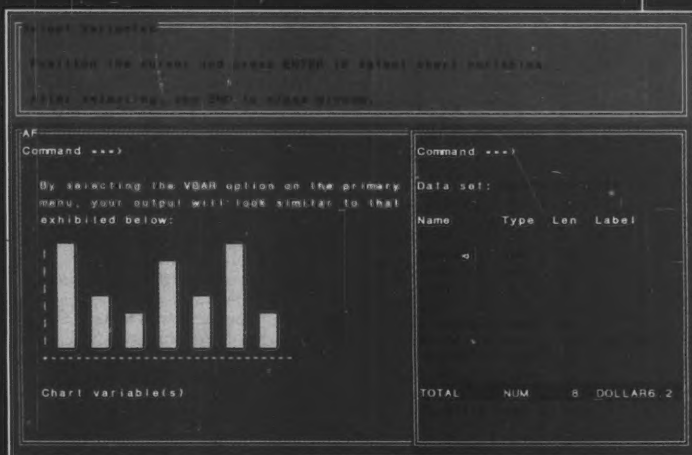 Select Variables
Position the cursor and press ENTER to select chart variables.
After selecting, use END to close window.
AF
Command ===>
By selecting the VBAR option on the primary
menu, your output will look similar to that
exhibited below:
Chart variable(s)
Command ===>
Data set:
Name Type Len Label
TOTAL NUM 8 DOLLAR6.2